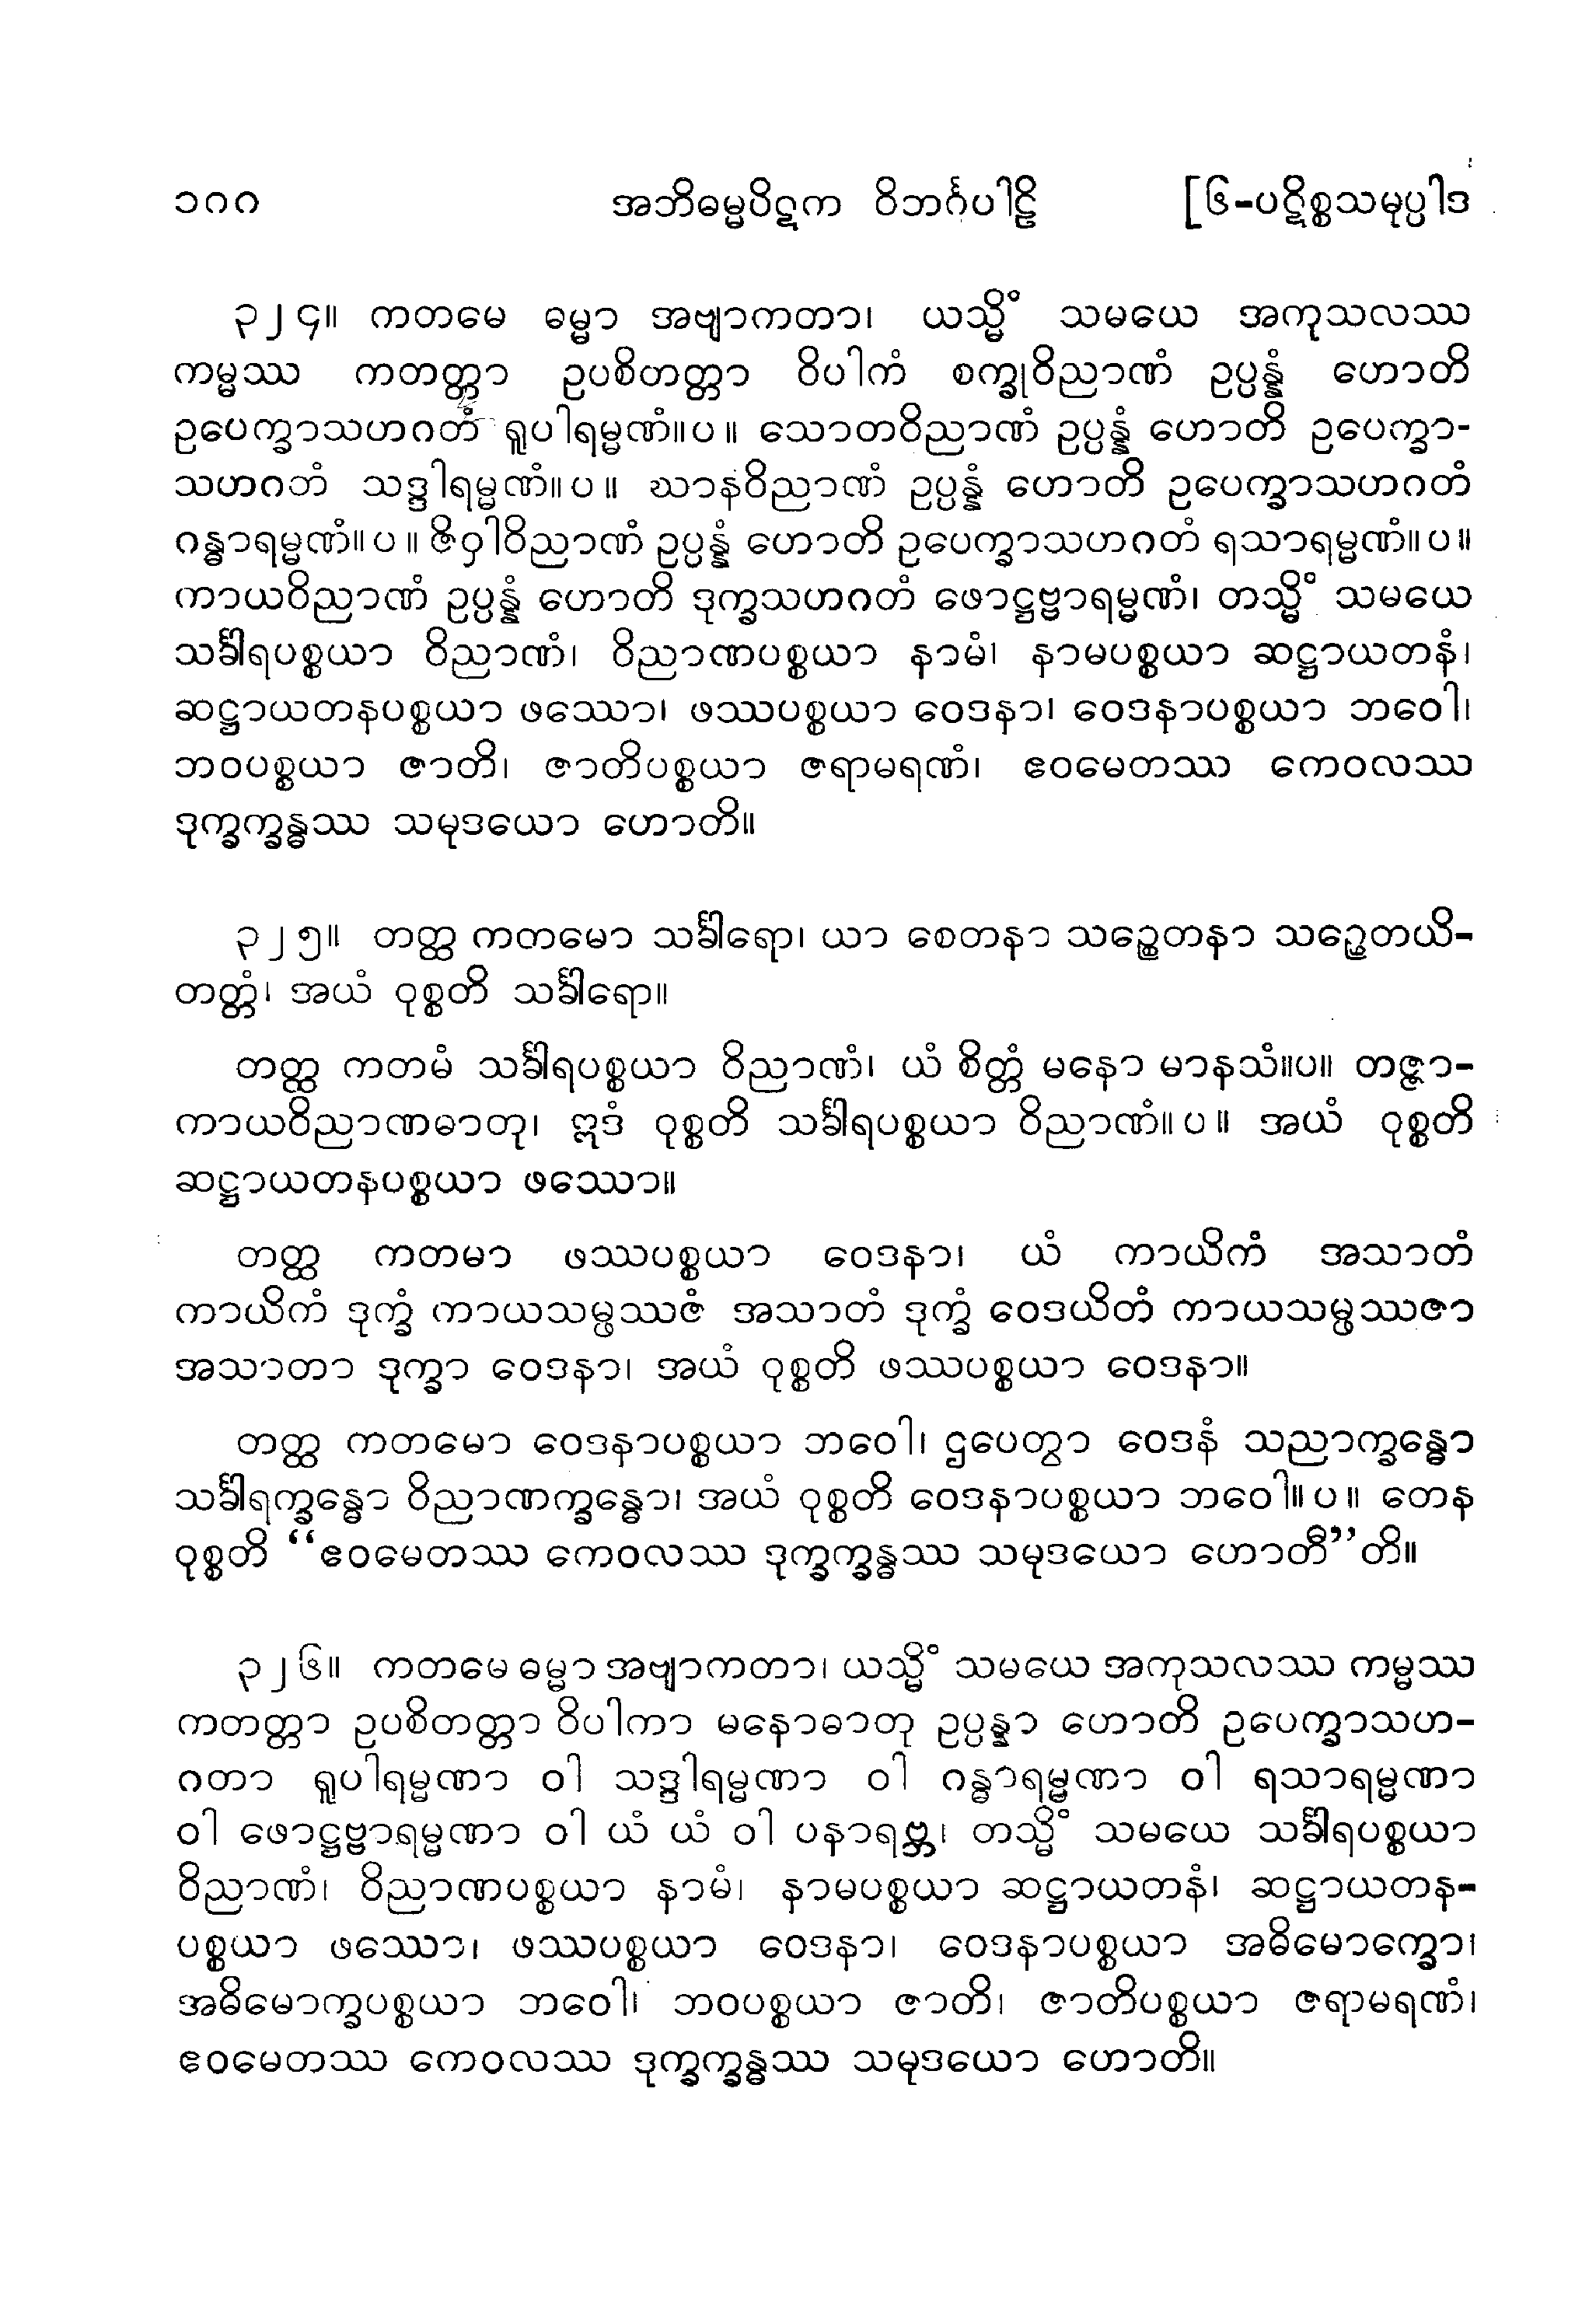 ၁၈၈ အဘိဓမ္မပိဋက ဝိဘင်္ဂပါဠိ [၆-ပဋိစ္စသမုပ္ပါဒ
၃၂၄။ ကတမေ ဓမ္မာ အဗျာကတာ၊ ယသ္မိံ သမယေ အကုသလဿ
ကမ္မဿ ကတတ္တာ ဥပစိတတ္တာ ဝိပါကံ စက္ခုဝိညာဏံ ဥပ္ပန္နံ ဟောတိ
ဥပေက္ခာသဟဂတံ ရူပါရမ္မဏံ။ပ။ သောတဝိညာဏံ ဥပ္ပန္နံ ဟောတိ ဥပေက္ခာ-
သဟဂတံ သဒ္ဒါရမ္မဏံ။ပ။ ဃာနဝိညာဏံ ဥပ္ပန္နံ ဟောတိ ဥပေက္ခာသဟဂတံ
ဂန္ဓာရမ္မဏံ။ပ။ ဇိဝှါဝိညာဏံ ဥပ္ပန္နံ ဟောတိ ဥပေက္ခာသဟဂတံ ရသာရမ္မဏံ။ပ။
ကာယဝိညာဏံ ဥပ္ပန္နံ ဟောတိ ဒုက္ခသဟဂတံ ဖောဋ္ဌဗ္ဗာရမ္မဏံ၊ တသ္မိံ သမယေ
သင်္ခါရပစ္စယာ ဝိညာဏံ၊ ဝိညာဏပစ္စယာ နာမံ၊ နာမပစ္စယာ ဆဋ္ဌာယတနံ၊
ဆဋ္ဌာယတနပစ္စယာ ဖဿော၊ ဖဿပစ္စယာ ဝေဒနာ၊ ဝေဒနာပစ္စယာ ဘဝေါ၊
ဘဝပစ္စယာ ဇာတိ၊ ဇာတိပစ္စယာ ဇရာမရဏံ၊ ဧဝမေတဿ ကေဝလဿ
ဒုက္ခက္ခန္ဓဿ သမုဒယော ဟောတိ။
၃၂၅။ တတ္ထ ကတမော သင်္ခါရော၊ ယာ စေတနာ သဉ္စေတနာ သဉ္စေတယိ-
တတ္တံ၊ အယံ ဝုစ္စတိ သင်္ခါရော။
တတ္ထ ကတမံ သင်္ခါရပစ္စယာ ဝိညာဏံ၊ ယံ စိတ္တံ မနော မာနသံ။ပ။ တဇ္ဇာ-
ကာယဝိညာဏဓာတု၊ ဣဒံ ဝုစ္စတိ သင်္ခါရပစ္စယာ ဝိညာဏံ။ပ။ အယံ ဝုစ္စတိ
ဆဋ္ဌာယတနပစ္စယာ ဖဿော။
တတ္ထ ကတမာ ဖဿပစ္စယာ ဝေဒနာ၊ ယံ ကာယိကံ အသာတံ
ကာယိကံ ဒုက္ခံ ကာယသမ္ဖဿဇံ အသာတံ ဒုက္ခံ ဝေဒယိတံ ကာယသမ္ဖဿဇာ
အသာတာ ဒုက္ခာ ဝေဒနာ၊ အယံ ဝုစ္စတိ ဖဿပစ္စယာ ဝေဒနာ။
တတ္ထ ကတမော ဝေဒနာပစ္စယာ ဘဝေါ၊ ဌပေတွာ ဝေဒနံ သညာက္ခန္ဓော
သင်္ခါရက္ခန္ဓော ဝိညာဏက္ခန္ဓော၊ အယံ ဝုစ္စတိ ဝေဒနာပစ္စယာ ဘဝေါ။ပ။ တေန
ဝုစ္စတိ “ဧဝမေတဿ ကေဝလဿ ဒုက္ခက္ခန္ဓဿ သမုဒယော ဟောတီ”တိ။
၃၂၆။ ကတမေ ဓမ္မာ အဗျာကတာ၊ ယသ္မိံ သမယေ အကုသလဿ ကမ္မဿ
ကတတ္တာ ဥပစိတတ္တာ ဝိပါကာ မနောဓာတု ဥပ္ပန္နာ ဟောတိ ဥပေက္ခာသဟ-
ဂတာ ရူပါရမ္မဏာ ဝါ သဒ္ဒါရမ္မဏာ ဝါ ဂန္ဓာရမ္မဏာ ဝါ ရသာရမ္မဏာ
ဝါ ဖောဋ္ဌဗ္ဗာရမ္မဏာ ဝါ ယံ ယံ ဝါ ပနာရဗ္ဘ၊ တသ္မိံ သမယေ သင်္ခါရပစ္စယာ
ဝိညာဏံ၊ ဝိညာဏပစ္စယာ နာမံ၊ နာမပစ္စယာ ဆဋ္ဌာယတနံ၊ ဆဋ္ဌာယတန-
ပစ္စယာ ဖဿော၊ ဖဿပစ္စယာ ဝေဒနာ၊ ဝေဒနာပစ္စယာ အဓိမောက္ခော၊
အဓိမောက္ခပစ္စယာ ဘဝေါ၊ ဘဝပစ္စယာ ဇာတိ၊ ဇာတိပစ္စယာ ဇရာမရဏံ၊
ဧဝမေတဿ ကေဝလဿ ဒုက္ခက္ခန္ဓဿ သမုဒယော ဟောတိ။